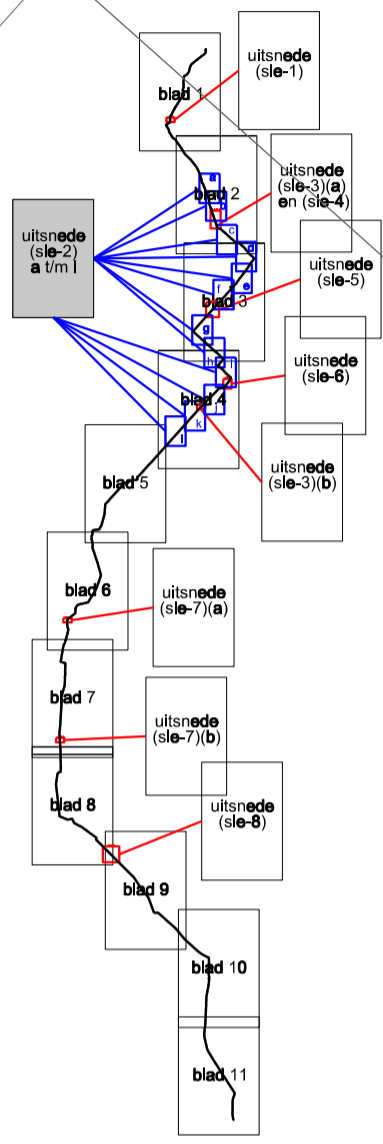 uitsnede
(sle-1)
blad 1
a
blad 2
b
uitsnede
(sle-3)(a)
en (sle-4)
uitsnede
(sle-2)
a t/m l
c
d
uitsnede
(sle-5)
e
f
blad 3
g
h
i
uitsnede
(sle-6)
blad 4
j
k
l
uitsnede
(sle-3)(b)
blad 5
blad 6
uitsnede
(sle-7)(a)
blad 7
uitsnede
(sle-7)(b)
blad 8
uitsnede
(sle-8)
blad 9
blad 10
blad 11